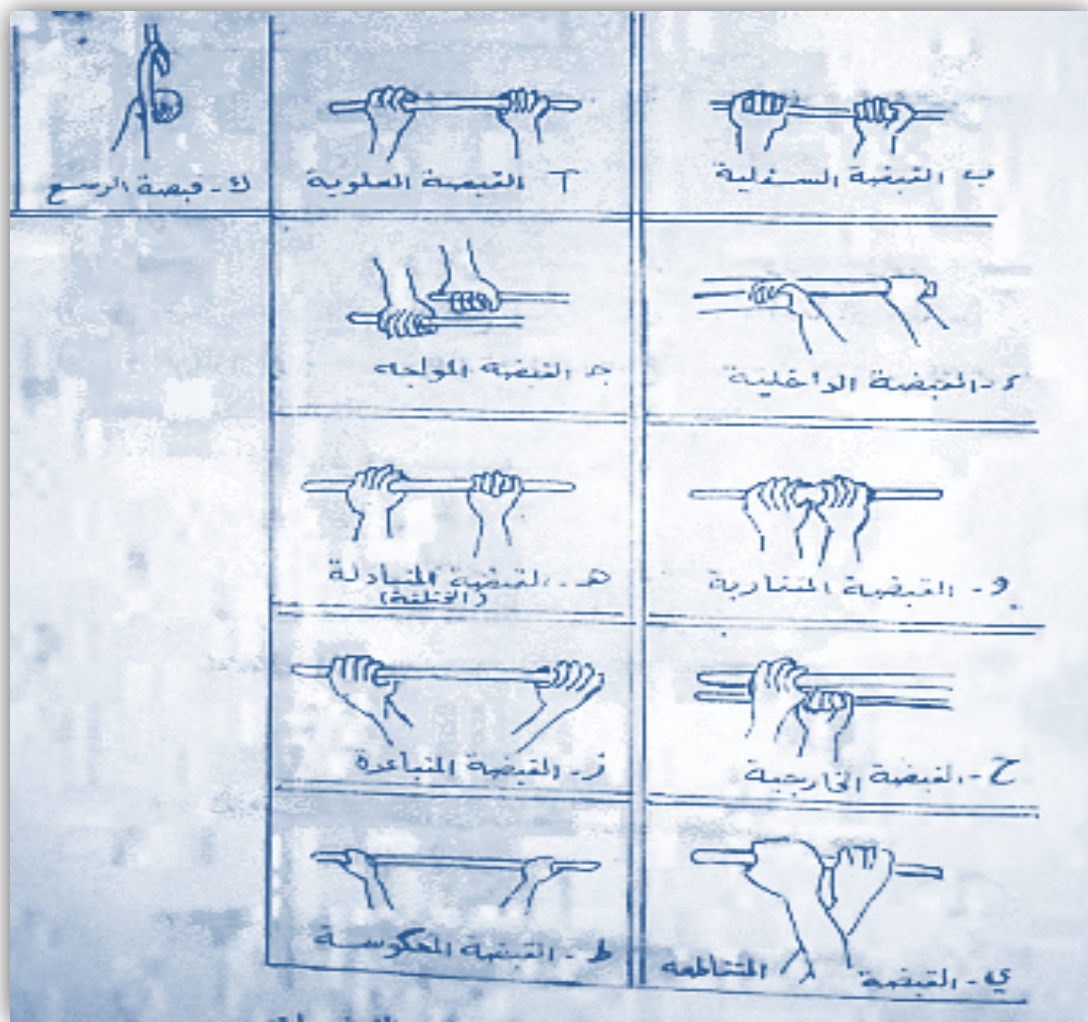 آ القبضة العلوية
ب القبضة السفلية
ك - قبضة الرسغ
جـ القبضة المواجه
د - القبضة الداخلية
هـ - القبضة المتبادلة
(المختلفة)
و - القبضة المتقاربة
ز - القبضة المتباعدة
ح - القبضة الخارجية
ط - القبضة المعكوسة
ي - القبضة المتقاطعه